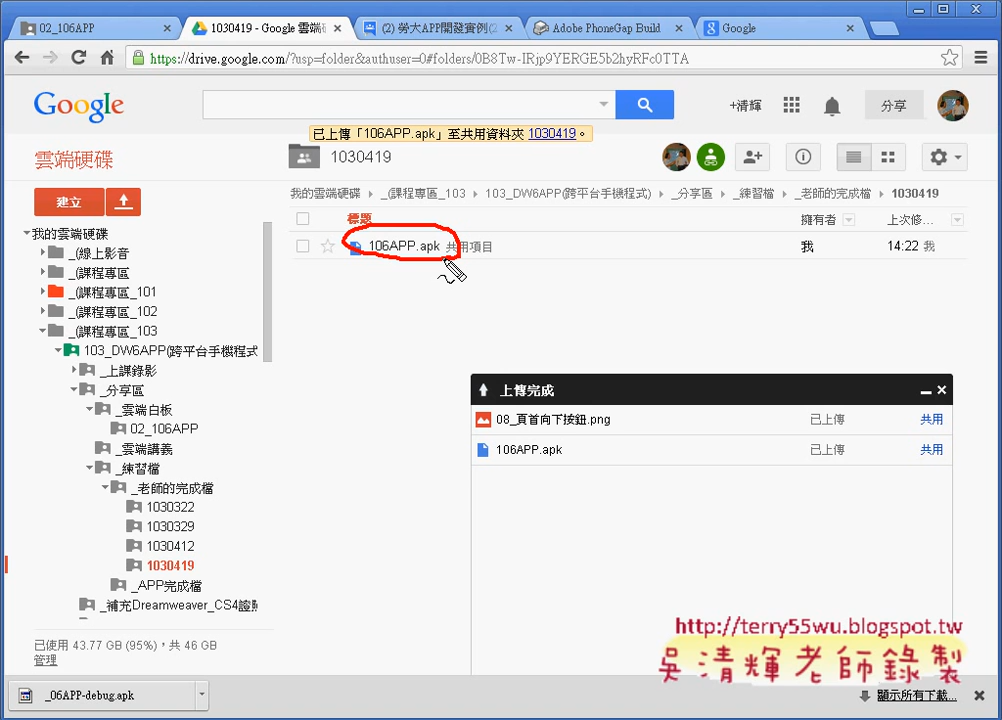 02_106APP
1030419 - Google 雲端硬
(2) 勞大APP開發實例(2
Adobe PhoneGap Build
Google
https://drive.google.com/?usp=folder&authuser=0#folders/0B8Tw-IRjp9YERGE5b2hyRFc0TTA
Google
+清輝
分享
已上傳「106APP.apk」至共用資料夾 1030419。
雲端硬碟
1030419
建立
我的雲端硬碟 ▸ _(課程專區_103 ▸ 103_DW6APP(跨平台手機程式) ▸ _分享區 ▸ _練習檔 ▸ _老師的完成檔 ▸ 1030419
標題
擁有者
上次修...
106APP.apk 共用項目
我
14:22 我
我的雲端硬碟
_(線上影音
_(課程專區
_(課程專區_101
_(課程專區_102
_(課程專區_103
103_DW6APP(跨平台手機程式
_上課錄影
_分享區
_雲端白板
02_106APP
_雲端講義
_練習檔
_老師的完成檔
1030322
1030329
1030412
1030419
_APP完成檔
_補充Dreamweaver_CS4證照
上傳完成
08_頁首向下按鈕.png
已上傳
共用
106APP.apk
已上傳
共用
已使用 43.77 GB (95%),共 46 GB
管理
http://terry55wu.blogspot.tw
吳清輝老師錄製
_06APP-debug.apk
顯示所有下載...